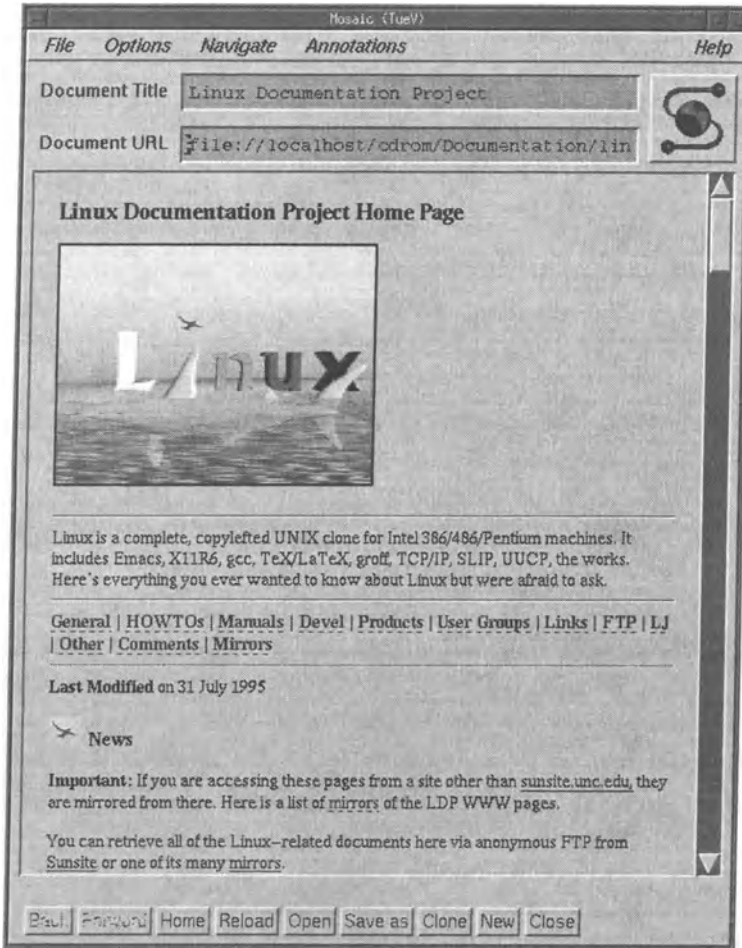 Mosaic (TueV)
File Options Navigate Annotations Help
Document Title Linux Documentation Project
Document URL file://localhost/cdrom/Documentation/lin
Linux Documentation Project Home Page
Linux
Linux is a complete, copylefted UNIX clone for Intel 386/486/Pentium machines. It
includes Emacs, X11R6, gcc, TeX/LaTeX, groff, TCP/IP, SLIP, UUCP, the works.
Here's everything you ever wanted to know about Linux but were afraid to ask.
General | HOWTOs | Manuals | Devel | Products | User Groups | Links | FTP | LJ
| Other | Comments | Mirrors
Last Modified on 31 July 1995
News
Important: If you are accessing these pages from a site other than sunsite.unc.edu, they
are mirrored from there. Here is a list of mirrors of the LDP WWW pages.
You can retrieve all of the Linux-related documents here via anonymous FTP from
Sunsite or one of its many mirrors.
Back Forward Home Reload Open Save as Clone New Close